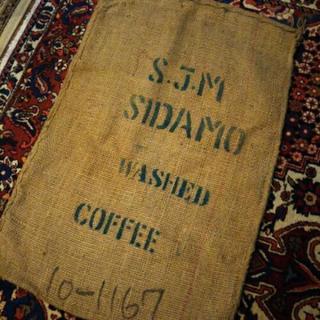 S.J.M
SIDAMO
WASHED
COFFEE
10-1167